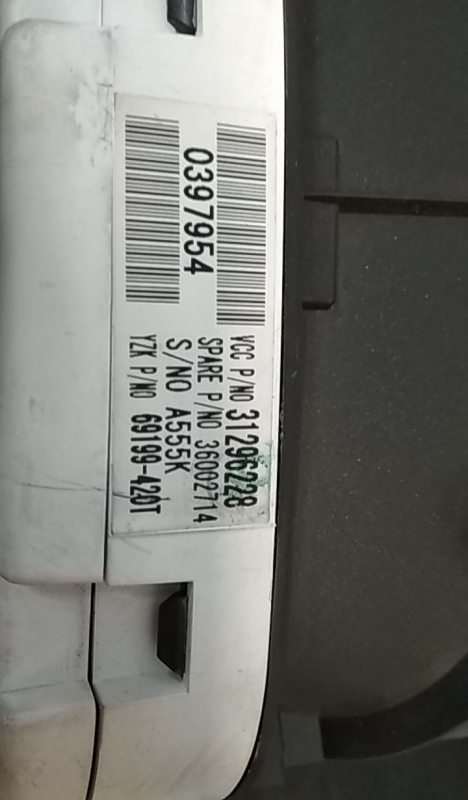 0397954
VCC P/NO 31296228
SPARE P/NO 36002714
S/NO A555K
YZK P/NO 69199-420T